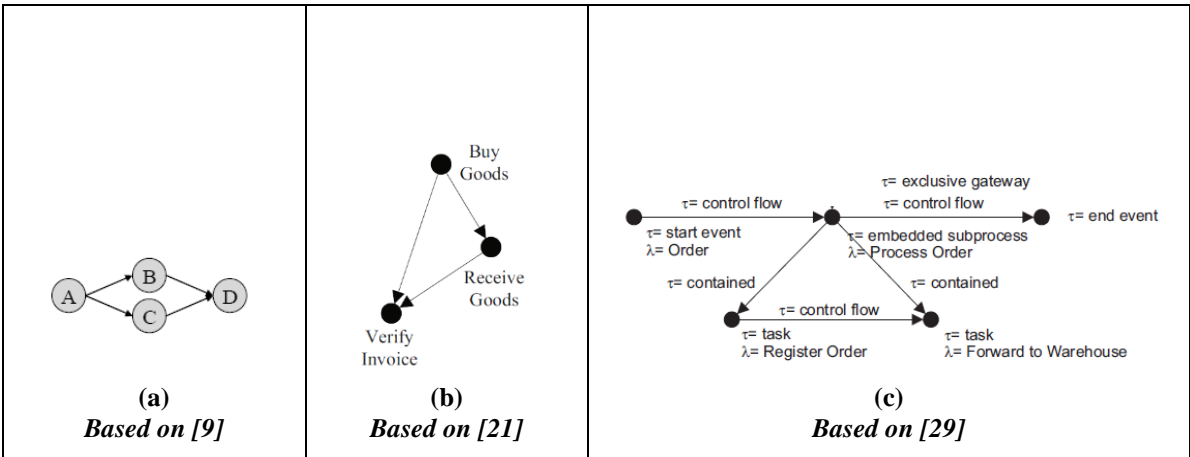 A
B
C
D
(a)
Based on [9]
Buy
Goods
Receive
Goods
Verify
Invoice
(b)
Based on [21]
τ= exclusive gateway
τ= control flow
τ= control flow
τ= end event
τ= start event
λ= Order
τ= embedded subprocess
λ= Process Order
τ= contained
τ= contained
τ= control flow
τ= task
λ= Register Order
τ= task
λ= Forward to Warehouse
(c)
Based on [29]